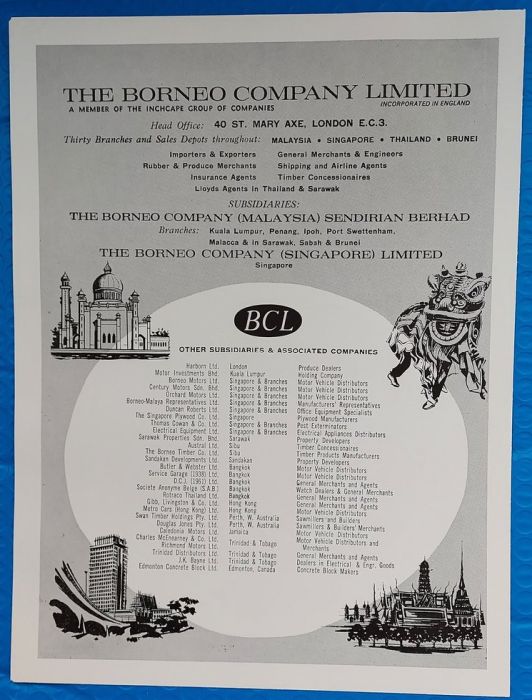 THE BORNEO COMPANY LIMITED
A MEMBER OF THE INCHCAPE GROUP OF COMPANIES INCORPORATED IN ENGLAND
Head Office: 40 ST. MARY AXE, LONDON E.C.3.
Thirty Branches and Sales Depots throughout: MALAYSIA • SINGAPORE • THAILAND • BRUNEI
Importers & Exporters General Merchants & Engineers
Rubber & Produce Merchants Shipping and Airline Agents
Insurance Agents Timber Concessionaires
Lloyds Agents in Thailand & Sarawak
SUBSIDIARIES:
THE BORNEO COMPANY (MALAYSIA) SENDIRIAN BERHAD
Branches: Kuala Lumpur, Penang, Ipoh, Port Swettenham,
Malacca & in Sarawak, Sabah & Brunei
THE BORNEO COMPANY (SINGAPORE) LIMITED
Singapore
BCL
OTHER SUBSIDIARIES & ASSOCIATED COMPANIES
Harborn Ltd. London Produce Dealers
Motor Investments Bhd. Kuala Lumpur Holding Company
Borneo Motors Ltd. Singapore & Branches Motor Vehicle Distributors
Century Motors Sdn. Bhd. Singapore & Branches Motor Vehicle Distributors
Orchard Motors Ltd. Singapore & Branches Motor Vehicle Distributors
Borneo-Malaya Representatives Ltd. Singapore & Branches Manufacturers' Representatives
Duncan Roberts Ltd. Singapore & Branches Office Equipment Specialists
The Singapore Plywood Co. Ltd. Singapore Plywood Manufacturers
Thomas Cowan & Co. Ltd. Singapore & Branches Pest Exterminators
Electrical Equipment Ltd. Singapore & Branches Electrical Appliances Distributors
Sarawak Properties Sdn. Bhd. Sarawak Property Developers
Austral Ltd. Sibu Timber Concessionaires
The Borneo Timber Co. Ltd. Sibu Timber Products Manufacturers
Sandakan Developments Ltd. Sandakan Property Developers
Butler & Webster Ltd. Bangkok Motor Vehicle Distributors
Service Garage (1938) Ltd. Bangkok Motor Vehicle Distributors
D.C.J. (1961) Ltd. Bangkok General Merchants and Agents
Societe Anonyme Belge (S.A.B.) Bangkok Watch Dealers & General Merchants
Rotraco Thailand Ltd. Bangkok General Merchants and Agents
Gibb, Livingston & Co. Ltd. Hong Kong General Merchants and Agents
Metro Cars (Hong Kong) Ltd. Hong Kong Motor Vehicle Distributors
Swan Timber Holdings Pty. Ltd. Perth, W. Australia Sawmillers and Builders
Douglas Jones Pty. Ltd. Perth, W. Australia Sawmillers & Builders' Merchants
Caledonia Motors Ltd. Jamaica Motor Vehicle Distributors
Charles McEnearney & Co. Ltd. Motor Vehicle Distributors and
Richmond Motors Ltd. Trinidad & Tobago Merchants
Trinidad Distributors Ltd. Trinidad & Tobago General Merchants and Agents
J.K. Bayne Ltd. Trinidad & Tobago Dealers in Electrical & Engr. Goods
Edmonton Concrete Block Ltd. Edmonton, Canada Concrete Block Makers